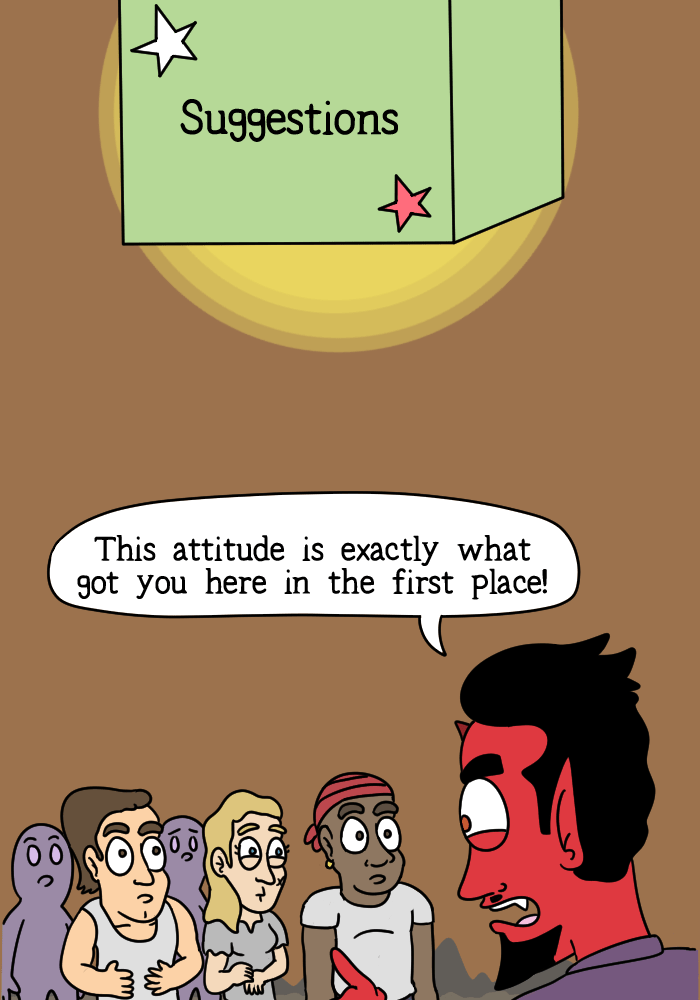 Suggestions
This attitude is exactly what
got you here in the first place!